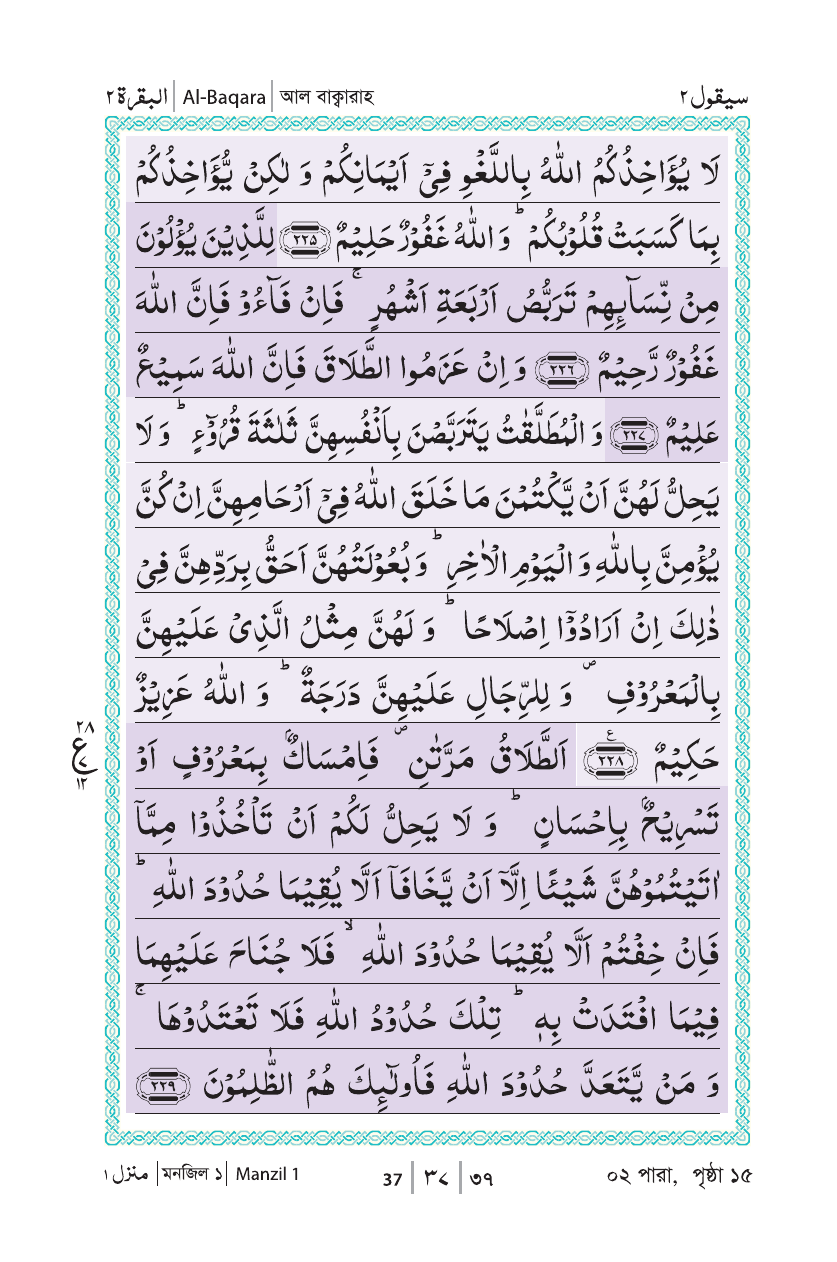 البقرة ٢ | Al-Baqara | আল বাক্বারাহ سيقول ٢
لَا يُؤَاخِذُكُمُ اللّٰهُ بِاللَّغْوِ فِىْۤ اَيْمَانِكُمْ وَ لٰكِنْ يُّؤَاخِذُكُمْ
بِمَا كَسَبَتْ قُلُوْبُكُمْ ؕ وَ اللّٰهُ غَفُوْرٌ حَلِيْمٌ ﴿٢٢٥﴾ لِلَّذِيْنَ يُؤْلُوْنَ
مِنْ نِّسَآىِٕهِمْ تَرَبُّصُ اَرْبَعَةِ اَشْهُرٍ ۚ فَاِنْ فَآءُوْ فَاِنَّ اللّٰهَ
غَفُوْرٌ رَّحِيْمٌ ﴿٢٢٦﴾ وَ اِنْ عَزَمُوا الطَّلَاقَ فَاِنَّ اللّٰهَ سَمِيْعٌ
عَلِيْمٌ ﴿٢٢٧﴾ وَ الْمُطَلَّقٰتُ يَتَرَبَّصْنَ بِاَنْفُسِهِنَّ ثَلٰثَةَ قُرُوْٓءٍ ؕ وَ لَا
يَحِلُّ لَهُنَّ اَنْ يَّكْتُمْنَ مَا خَلَقَ اللّٰهُ فِىْۤ اَرْحَامِهِنَّ اِنْ كُنَّ
يُؤْمِنَّ بِاللّٰهِ وَ الْيَوْمِ الْاٰخِرِ ؕ وَ بُعُوْلَتُهُنَّ اَحَقُّ بِرَدِّهِنَّ فِىْ
ذٰلِكَ اِنْ اَرَادُوْۤا اِصْلَاحًا ؕ وَ لَهُنَّ مِثْلُ الَّذِىْ عَلَيْهِنَّ
بِالْمَعْرُوْفِ ۪ وَ لِلرِّجَالِ عَلَيْهِنَّ دَرَجَةٌ ؕ وَ اللّٰهُ عَزِيْزٌ
حَكِيْمٌ ﴿٢٢٨﴾ ع اَلطَّلَاقُ مَرَّتٰنِ ۪ فَاِمْسَاكٌۢ بِمَعْرُوْفٍ اَوْ
٢٨ ع ٧ ١٢
تَسْرِيْحٌۢ بِاِحْسَانٍ ؕ وَ لَا يَحِلُّ لَكُمْ اَنْ تَاْخُذُوْا مِمَّاۤ
اٰتَيْتُمُوْهُنَّ شَيْـًٔا اِلَّاۤ اَنْ يَّخَافَاۤ اَلَّا يُقِيْمَا حُدُوْدَ اللّٰهِ ؕ
فَاِنْ خِفْتُمْ اَلَّا يُقِيْمَا حُدُوْدَ اللّٰهِ ۙ فَلَا جُنَاحَ عَلَيْهِمَا
فِيْمَا افْتَدَتْ بِهٖ ؕ تِلْكَ حُدُوْدُ اللّٰهِ فَلَا تَعْتَدُوْهَا ۚ
وَ مَنْ يَّتَعَدَّ حُدُوْدَ اللّٰهِ فَاُولٰٓىِٕكَ هُمُ الظّٰلِمُوْنَ ﴿٢٢٩﴾
منزل ١ | মনজিল ১ | Manzil 1 37 | ٣٧ | ৩৭ ০২ পারা, পৃষ্ঠা ১৫